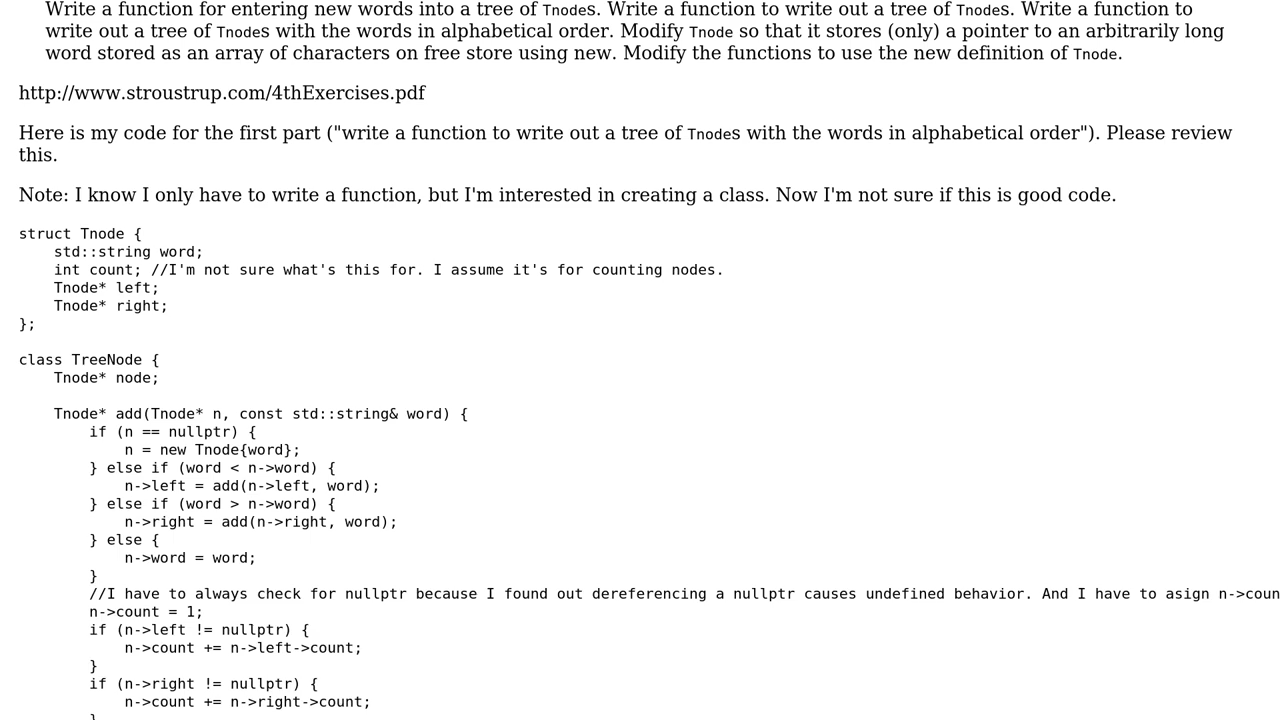 Write a function for entering new words into a tree of Tnodes. Write a function to write out a tree of Tnodes. Write a function to
write out a tree of Tnodes with the words in alphabetical order. Modify Tnode so that it stores (only) a pointer to an arbitrarily long
word stored as an array of characters on free store using new. Modify the functions to use the new definition of Tnode.
http://www.stroustrup.com/4thExercises.pdf
Here is my code for the first part ("write a function to write out a tree of Tnodes with the words in alphabetical order"). Please review
this.
Note: I know I only have to write a function, but I'm interested in creating a class. Now I'm not sure if this is good code.
struct Tnode {
    std::string word;
    int count; //I'm not sure what's this for. I assume it's for counting nodes.
    Tnode* left;
    Tnode* right;
};
class TreeNode {
    Tnode* node;
    Tnode* add(Tnode* n, const std::string& word) {
        if (n == nullptr) {
            n = new Tnode{word};
        } else if (word < n->word) {
            n->left = add(n->left, word);
        } else if (word > n->word) {
            n->right = add(n->right, word);
        } else {
            n->word = word;
        }
        //I have to always check for nullptr because I found out dereferencing a nullptr causes undefined behavior. And I have to asign n->coun
        n->count = 1;
        if (n->left != nullptr) {
            n->count += n->left->count;
        }
        if (n->right != nullptr) {
            n->count += n->right->count;
        }